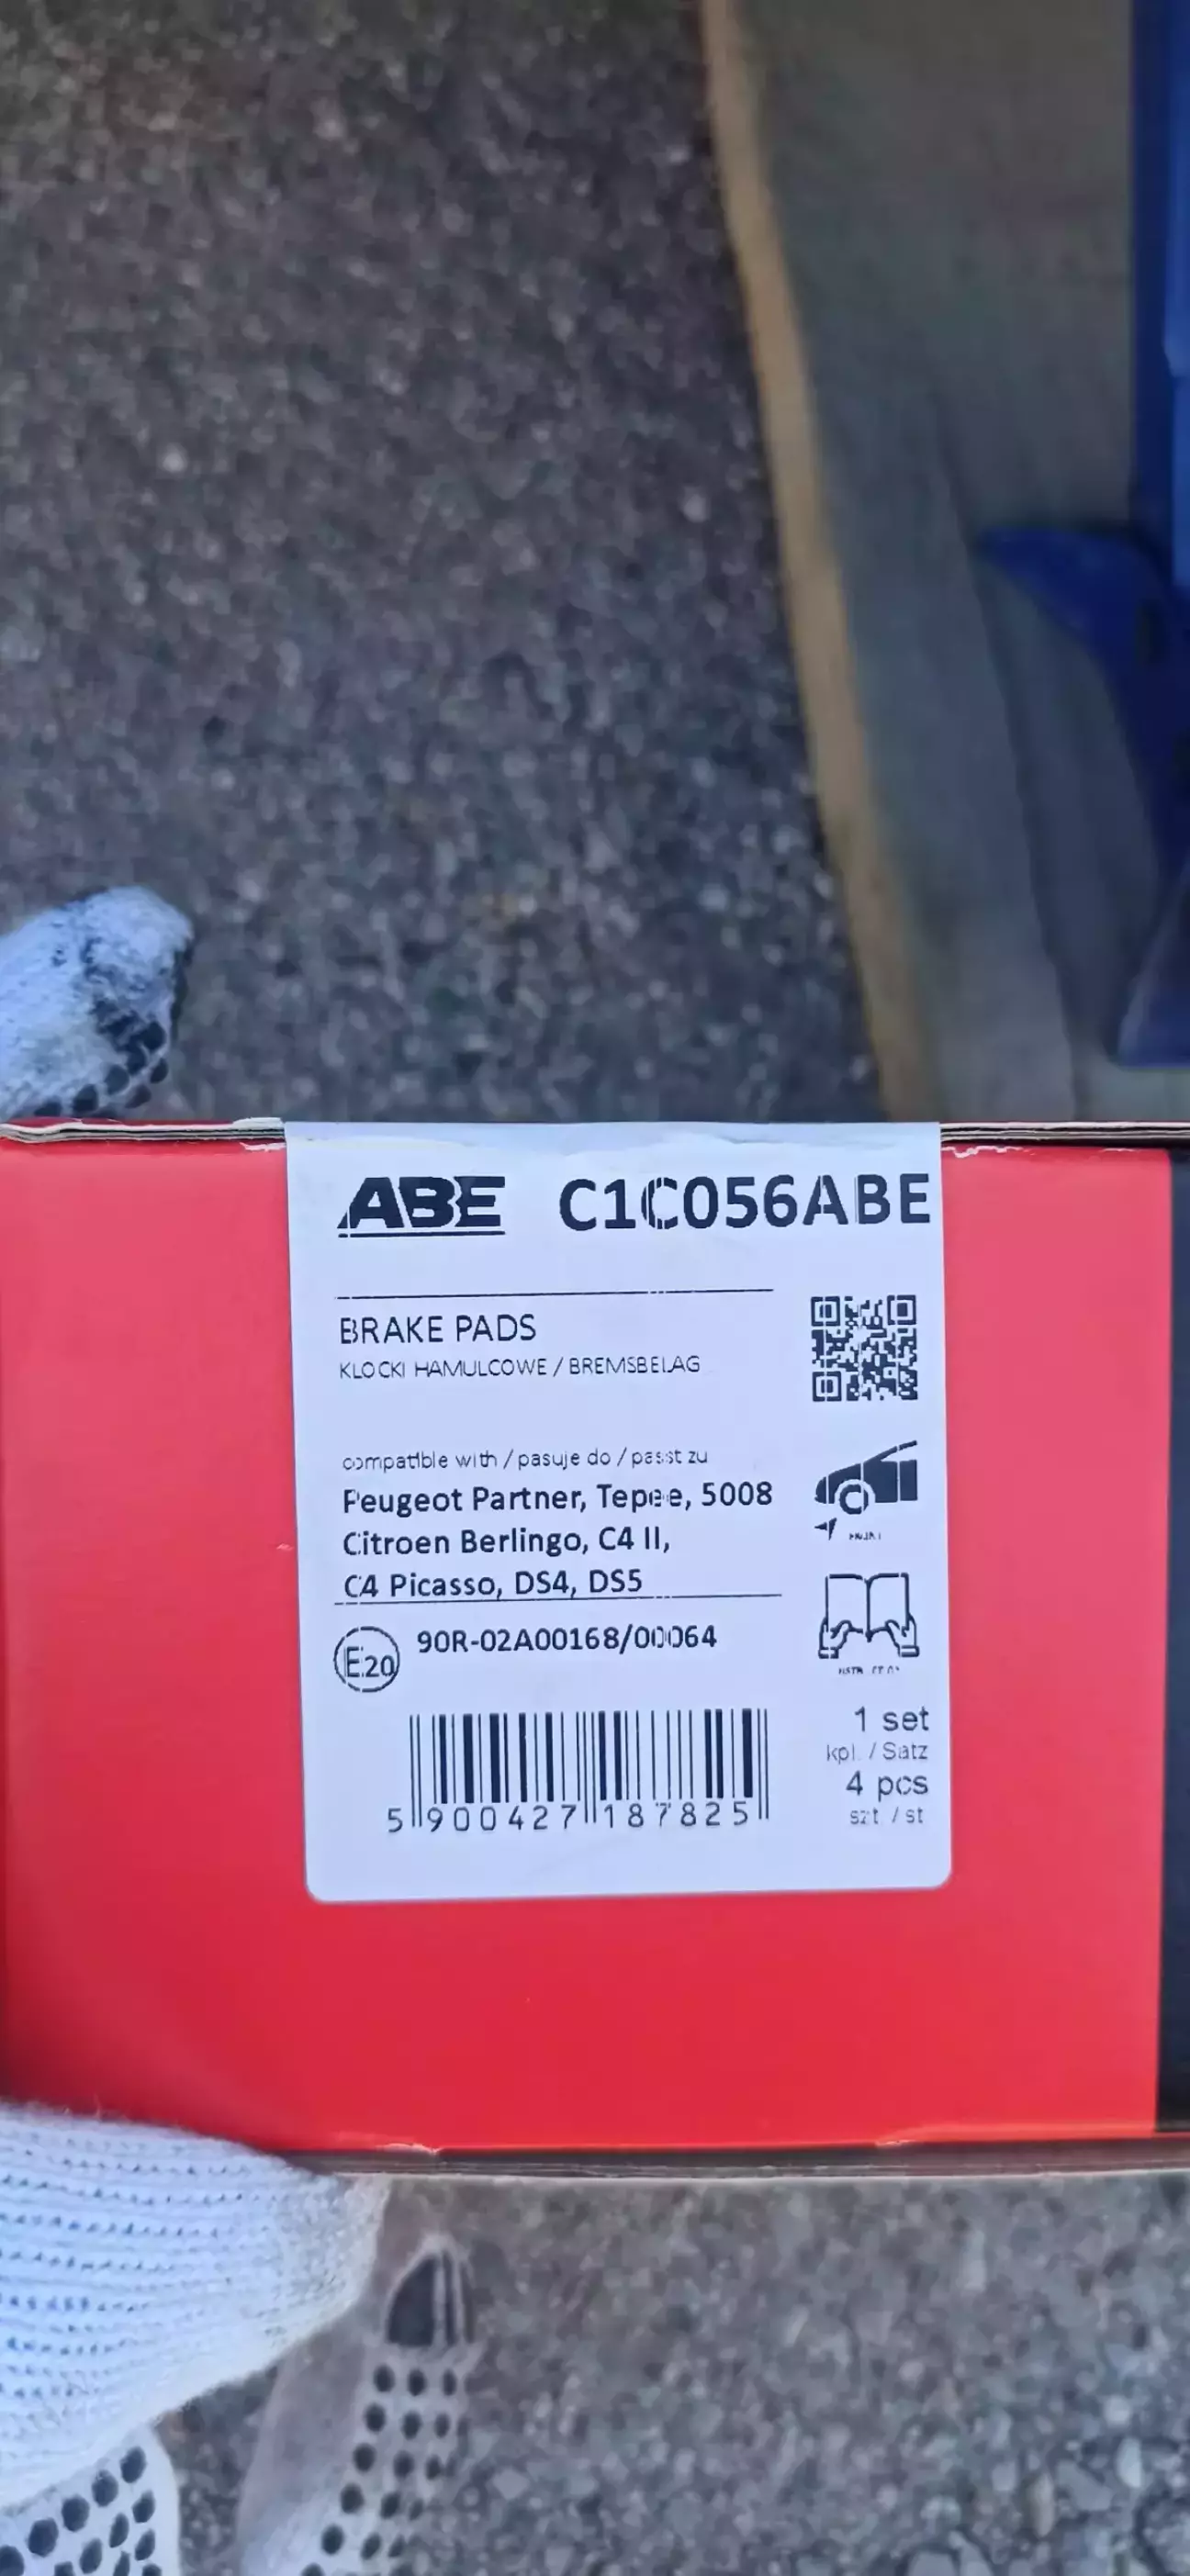 ABE C1C056ABE
BRAKE PADS
KLOCKI HAMULCOWE / BREMSBELAG
compatible with / pasuje do / passt zu
Peugeot Partner, Tepee, 5008
Citroen Berlingo, C4 II,
C4 Picasso, DS4, DS5
E20 90R-02A00168/00064
5 900427 187825
1 set
kpl. / Satz
4 pcs
szt. / st